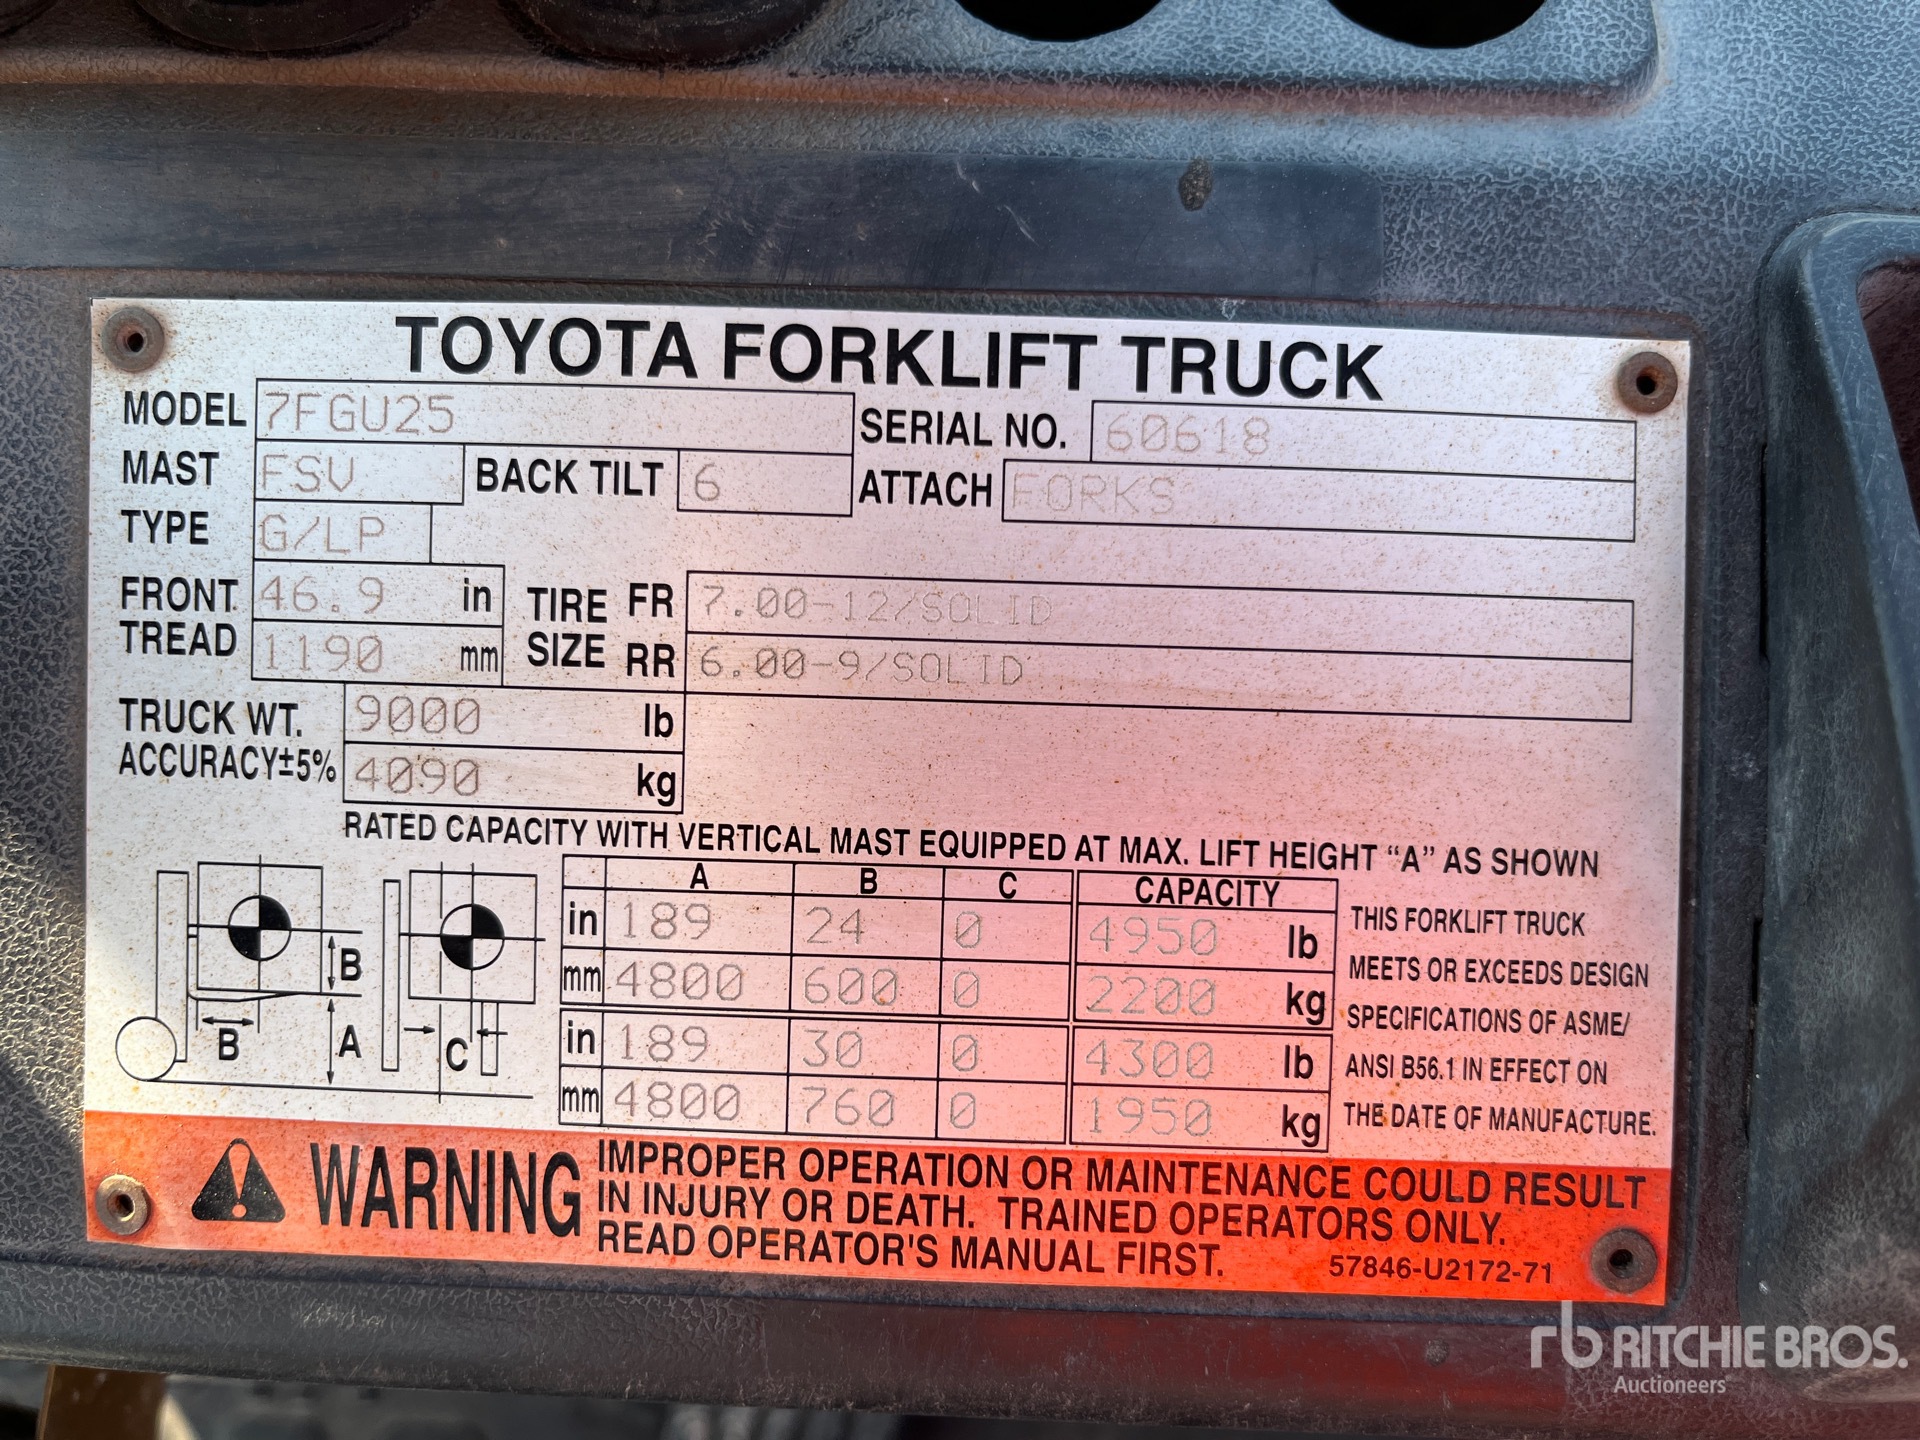 TOYOTA FORKLIFT TRUCK
MODEL 7FGU25 SERIAL NO. 60618
MAST FSV BACK TILT 6 ATTACH FORKS
TYPE G/LP
FRONT TREAD 46.9 in 1190 mm
TIRE SIZE FR 7.00-12/SOLID
RR 6.00-9/SOLID
TRUCK WT. 9000 lb
ACCURACY±5% 4090 kg
RATED CAPACITY WITH VERTICAL MAST EQUIPPED AT MAX. LIFT HEIGHT "A" AS SHOWN
A B C CAPACITY
in 189 24 0 4950 lb
mm 4800 600 0 2200 kg
in 189 30 0 4300 lb
mm 4800 760 0 1950 kg
B
B A C
THIS FORKLIFT TRUCK
MEETS OR EXCEEDS DESIGN
SPECIFICATIONS OF ASME/
ANSI B56.1 IN EFFECT ON
THE DATE OF MANUFACTURE.
WARNING
IMPROPER OPERATION OR MAINTENANCE COULD RESULT
IN INJURY OR DEATH. TRAINED OPERATORS ONLY.
READ OPERATOR'S MANUAL FIRST.
57846-U2172-71
rb RITCHIE BROS.
Auctioneers